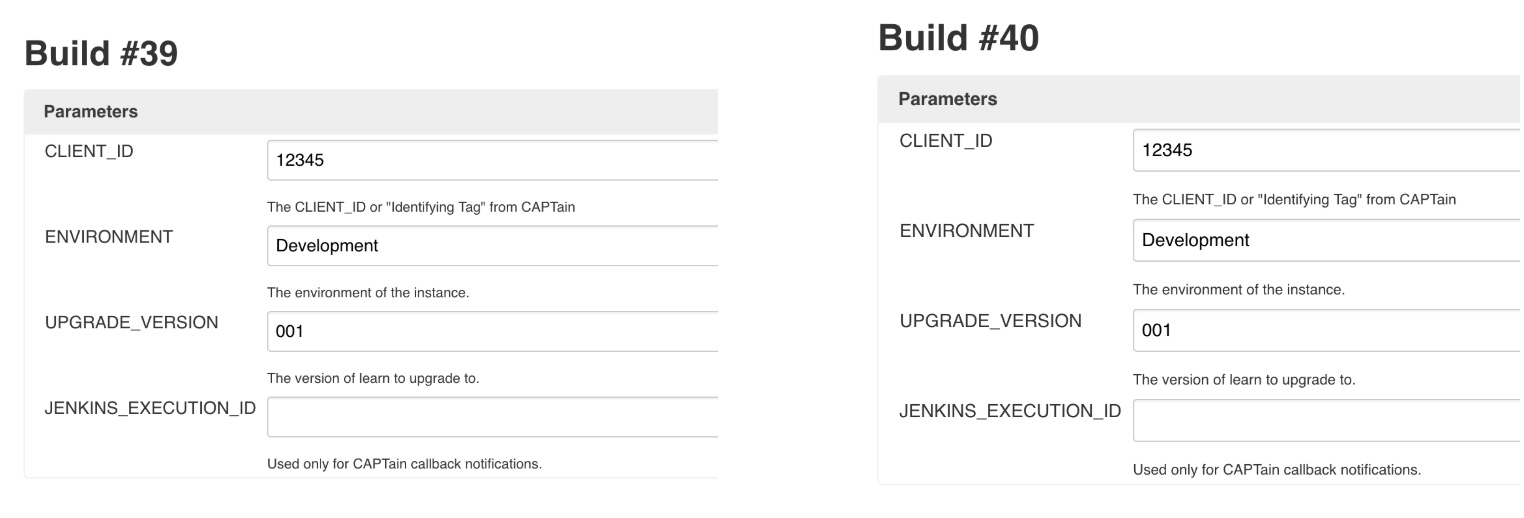 Build #39
Parameters
CLIENT_ID
12345
The CLIENT_ID or "Identifying Tag" from CAPTain
ENVIRONMENT
Development
The environment of the instance.
UPGRADE_VERSION
001
The version of learn to upgrade to.
JENKINS_EXECUTION_ID
Used only for CAPTain callback notifications.
Build #40
Parameters
CLIENT_ID
12345
The CLIENT_ID or "Identifying Tag" from CAPTain
ENVIRONMENT
Development
The environment of the instance.
UPGRADE_VERSION
001
The version of learn to upgrade to.
JENKINS_EXECUTION_ID
Used only for CAPTain callback notifications.